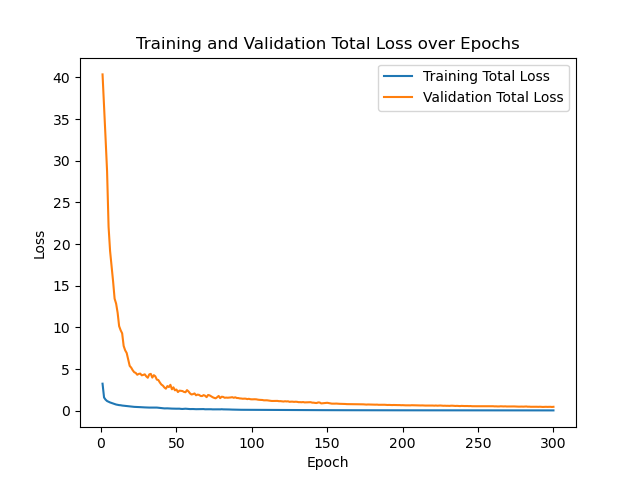 Training and Validation Total Loss over Epochs
Training Total Loss
Validation Total Loss
Loss
40
35
30
25
20
15
10
5
0
0 50 100 150 200 250 300
Epoch